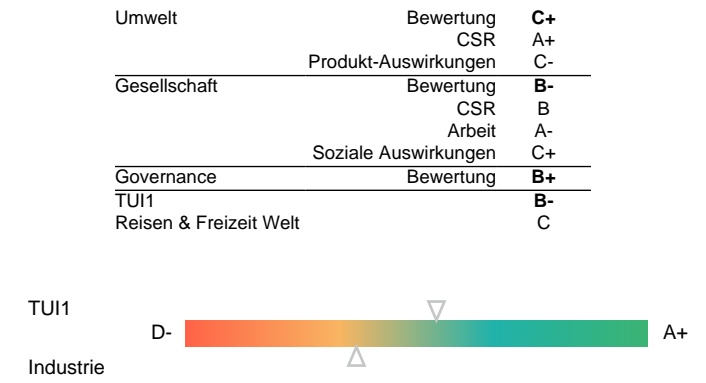 Umwelt Bewertung C+
CSR A+
Produkt-Auswirkungen C-
Gesellschaft Bewertung B-
CSR B
Arbeit A-
Soziale Auswirkungen C+
Governance Bewertung B+
TUI1 B-
Reisen & Freizeit Welt C
TUI1
D- A+
Industrie